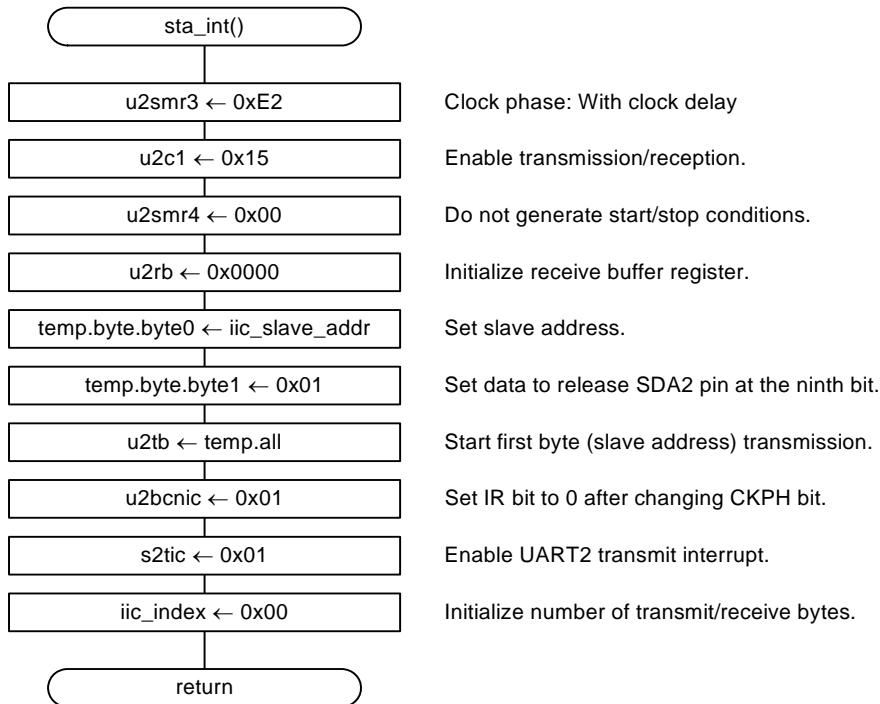 sta_int()
u2smr3 ← 0xE2
Clock phase: With clock delay
u2c1 ← 0x15
Enable transmission/reception.
u2smr4 ← 0x00
Do not generate start/stop conditions.
u2rb ← 0x0000
Initialize receive buffer register.
temp.byte.byte0 ← iic_slave_addr
Set slave address.
temp.byte.byte1 ← 0x01
Set data to release SDA2 pin at the ninth bit.
u2tb ← temp.all
Start first byte (slave address) transmission.
u2bcnic ← 0x01
Set IR bit to 0 after changing CKPH bit.
s2tic ← 0x01
Enable UART2 transmit interrupt.
iic_index ← 0x00
Initialize number of transmit/receive bytes.
return